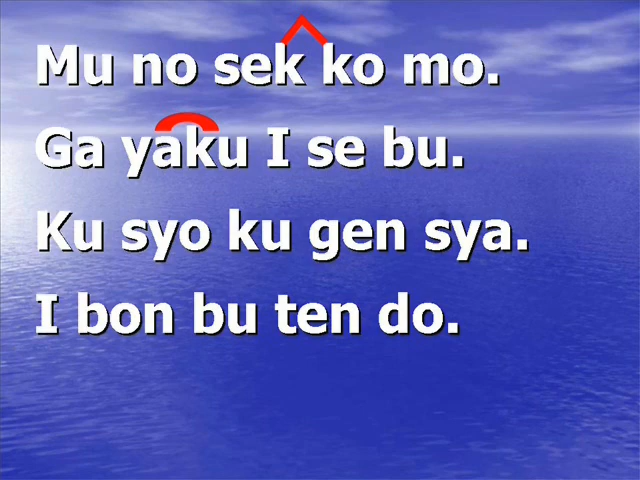 Mu no sek ko mo.
Ga yaku I se bu.
Ku syo ku gen sya.
I bon bu ten do.